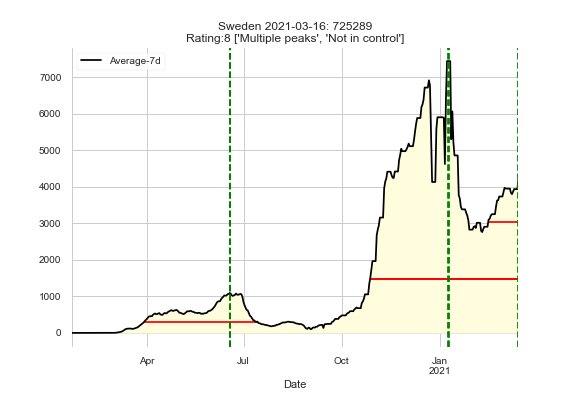 Sweden 2021-03-16: 725289
Rating:8 ['Multiple peaks', 'Not in control']
Average-7d
7000
6000
5000
4000
3000
2000
1000
0
Apr
Jul
Oct
Jan
2021
Date